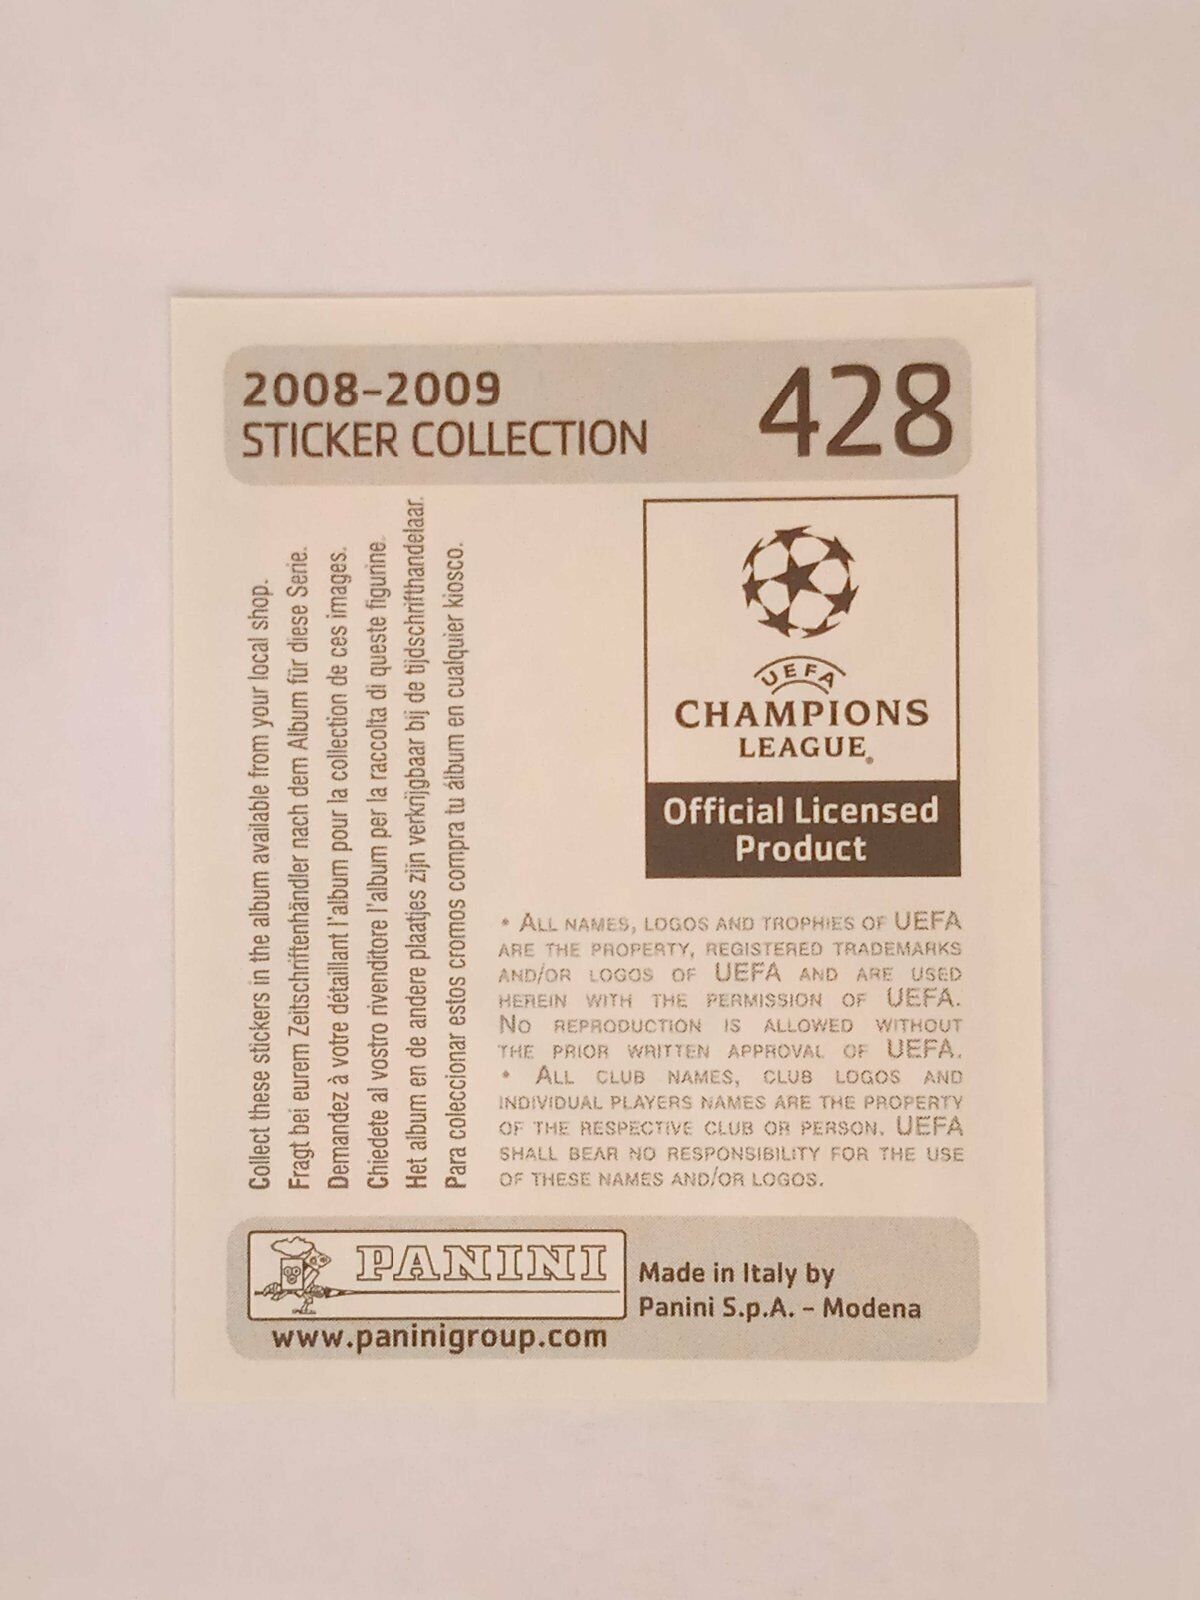 2008-2009
STICKER COLLECTION
428
Collect these stickers in the album available from your local shop.
Fragt bei eurem Zeitschriftenhändler nach dem Album für diese Serie.
Demandez à votre détaillant l'album pour la collection de ces images.
Chiedete al vostro rivenditore l'album per la raccolta di queste figurine.
Het album en de andere plaatjes zijn verkrijgbaar bij de tijdschrifthandelaar.
Para coleccionar estos cromos compra tu álbum en cualquier kiosco.
UEFA
CHAMPIONS
LEAGUE
Official Licensed
Product
• ALL NAMES, LOGOS AND TROPHIES OF UEFA
ARE THE PROPERTY, REGISTERED TRADEMARKS
AND/OR LOGOS OF UEFA AND ARE USED
HEREIN WITH THE PERMISSION OF UEFA.
NO REPRODUCTION IS ALLOWED WITHOUT
THE PRIOR WRITTEN APPROVAL OF UEFA.
• ALL CLUB NAMES, CLUB LOGOS AND
INDIVIDUAL PLAYERS NAMES ARE THE PROPERTY
OF THE RESPECTIVE CLUB OR PERSON. UEFA
SHALL BEAR NO RESPONSIBILITY FOR THE USE
OF THESE NAMES AND/OR LOGOS.
PANINI
www.paninigroup.com
Made in Italy by
Panini S.p.A. - Modena